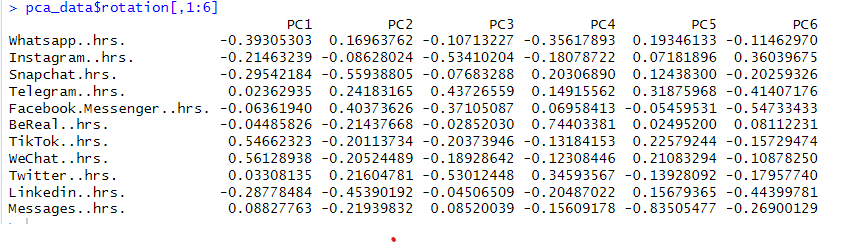 > pca_data$rotation[,1:6]
PC1 PC2 PC3 PC4 PC5 PC6
Whatsapp..hrs. -0.39305303 0.16963762 -0.10713227 -0.35617893 0.19346133 -0.11462970
Instagram..hrs. -0.21463239 -0.08628024 -0.53410204 -0.18078722 0.07181896 0.36039675
Snapchat.hrs. -0.29542184 -0.55938805 -0.07683288 0.20306890 0.12438300 -0.20259326
Telegram..hrs. 0.02362935 0.24183165 0.43726559 0.14915562 0.31875968 -0.41407176
Facebook.Messenger..hrs. -0.06361940 0.40373626 -0.37105087 0.06958413 -0.05459531 -0.54733433
BeReal..hrs. -0.04485826 -0.21437668 -0.02852030 0.74403381 0.02495200 0.08112231
TikTok..hrs. 0.54662323 -0.20113734 -0.20373946 -0.13184153 0.22579244 -0.15729474
WeChat..hrs. 0.56128938 -0.20524489 -0.18928642 -0.12308446 0.21083294 -0.10878250
Twitter..hrs. 0.03308135 0.21604781 -0.53012448 0.34593567 -0.13928092 -0.17957740
Linkedin..hrs. -0.28778484 -0.45390192 -0.04506509 -0.20487022 0.15679365 -0.44399781
Messages..hrs. 0.08827763 -0.21939832 0.08520039 -0.15609178 -0.83505477 -0.26900129